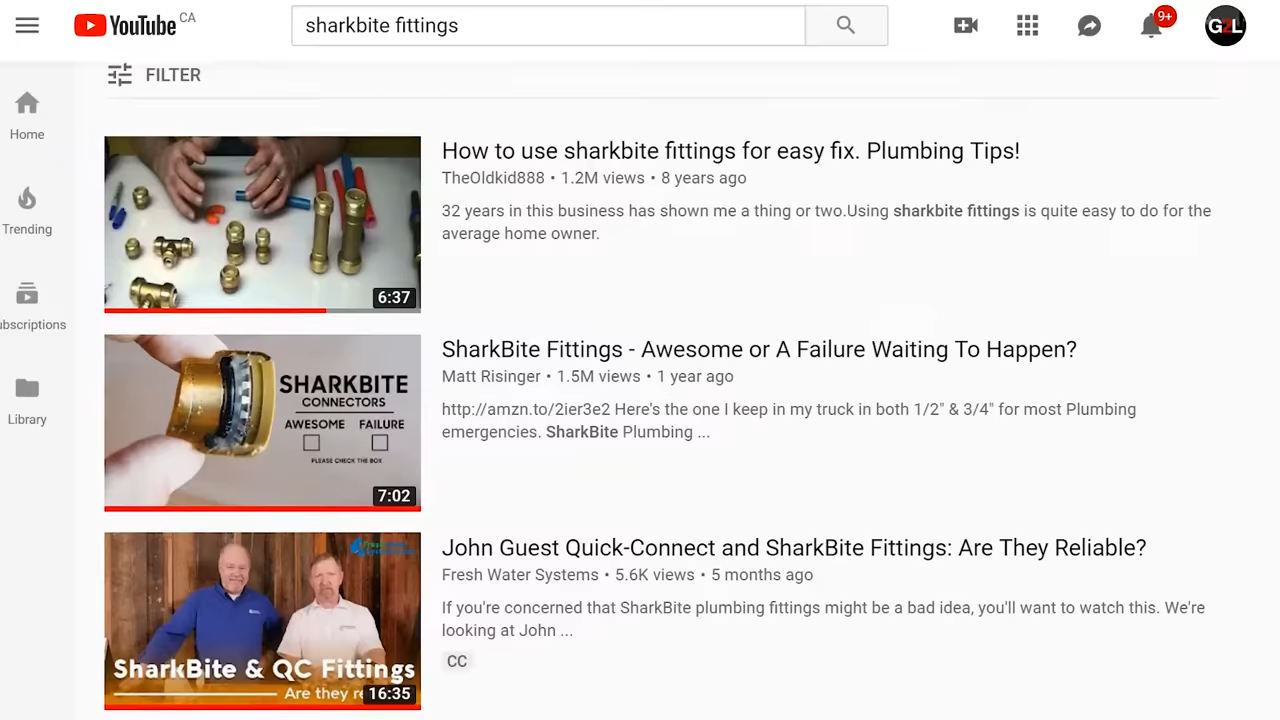 YouTube CA
sharkbite fittings
9+
G2L
FILTER
Home
Trending
ubscriptions
Library
6:37
How to use sharkbite fittings for easy fix. Plumbing Tips!
TheOldkid888 • 1.2M views • 8 years ago
32 years in this business has shown me a thing or two.Using sharkbite fittings is quite easy to do for the
average home owner.
SHARKBITE
CONNECTORS
AWESOME FAILURE
PLEASE CHECK THE BOX
7:02
SharkBite Fittings - Awesome or A Failure Waiting To Happen?
Matt Risinger • 1.5M views • 1 year ago
http://amzn.to/2ier3e2 Here's the one I keep in my truck in both 1/2" & 3/4" for most Plumbing
emergencies. SharkBite Plumbing ...
SharkBite & QC Fittings
Are they re
16:35
John Guest Quick-Connect and SharkBite Fittings: Are They Reliable?
Fresh Water Systems • 5.6K views • 5 months ago
If you're concerned that SharkBite plumbing fittings might be a bad idea, you'll want to watch this. We're
looking at John ...
CC